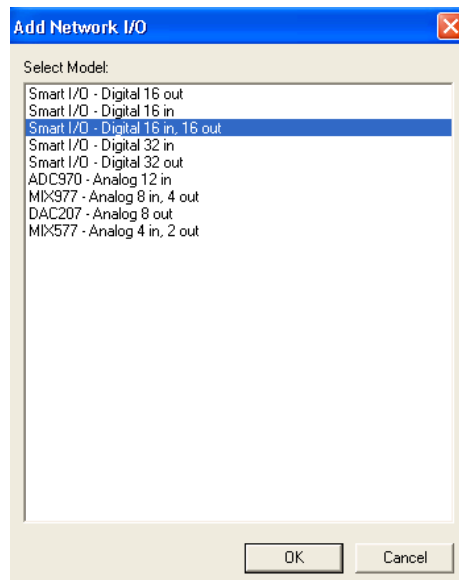 Add Network I/O
Select Model:
Smart I/O - Digital 16 out
Smart I/O - Digital 16 in
Smart I/O - Digital 16 in, 16 out
Smart I/O - Digital 32 in
Smart I/O - Digital 32 out
ADC970 - Analog 12 in
MIX977 - Analog 8 in, 4 out
DAC207 - Analog 8 out
MIX577 - Analog 4 in, 2 out
OK
Cancel